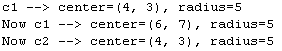 c1 --> center=(4, 3), radius=5
Now c1 --> center=(6, 7), radius=5
Now c2 --> center=(4, 3), radius=5